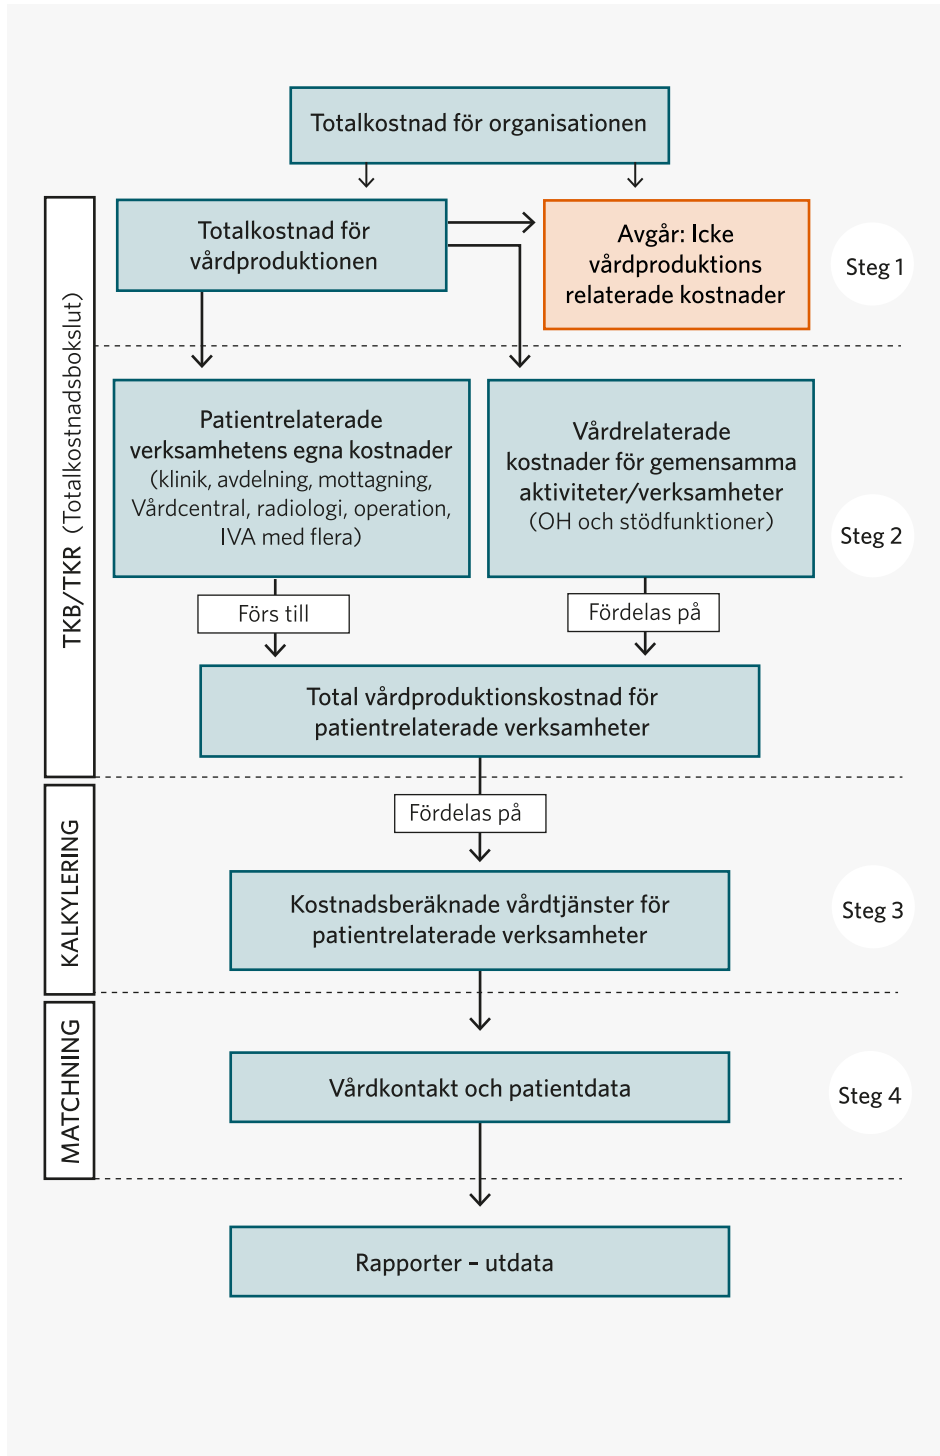 Totalkostnad för organisationen
Totalkostnad för
vårdproduktionen
Avgår: Icke
vårdproduktions
relaterade kostnader
Steg 1
TKB/TKR (Totalkostnadsbokslut)
Patientrelaterade
verksamhetens egna kostnader
(klinik, avdelning, mottagning,
Vårdcentral, radiologi, operation,
IVA med flera)
Vårdrelaterade
kostnader för gemensamma
aktiviteter/verksamheter
(OH och stödfunktioner)
Steg 2
Förs till
Fördelas på
Total vårdproduktionskostnad för
patientrelaterade verksamheter
Fördelas på
KALKYLERING
Kostnadsberäknade vårdtjänster för
patientrelaterade verksamheter
Steg 3
MATCHNING
Vårdkontakt och patientdata
Steg 4
Rapporter – utdata